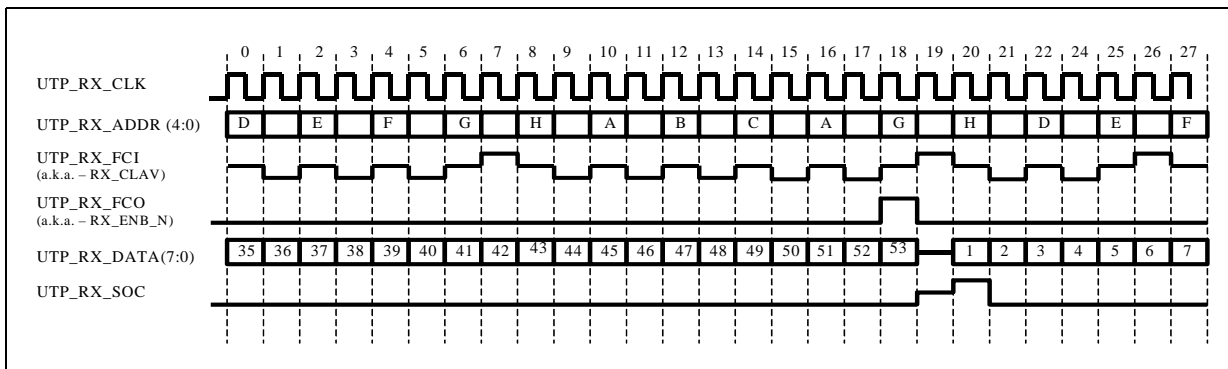 0 1 2 3 4 5 6 7 8 9 10 11 12 13 14 15 16 17 18 19 20 21 22 24 25 26 27
UTP_RX_CLK
UTP_RX_ADDR (4:0) D E F G H A B C A G H D E F
UTP_RX_FCI
(a.k.a. – RX_CLAV)
UTP_RX_FCO
(a.k.a. – RX_ENB_N)
UTP_RX_DATA(7:0) 35 36 37 38 39 40 41 42 43 44 45 46 47 48 49 50 51 52 53 1 2 3 4 5 6 7
UTP_RX_SOC